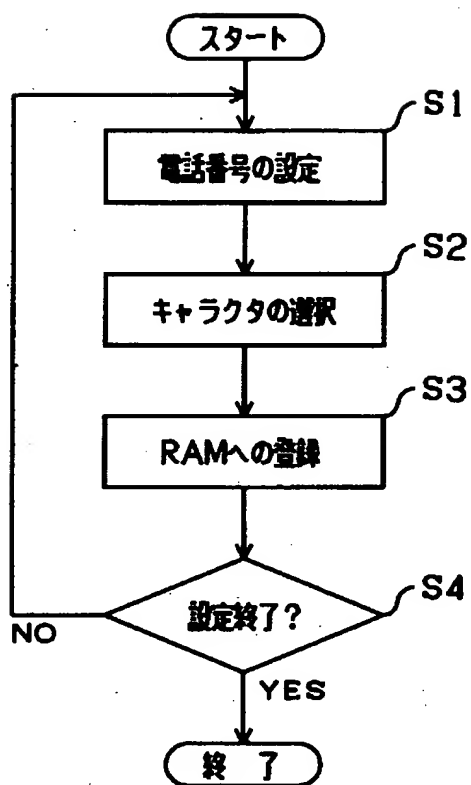 スタート
S1
電話番号の設定
S2
キャラクタの選択
S3
RAMへの登録
S4
設定終了?
NO
YES
終 了